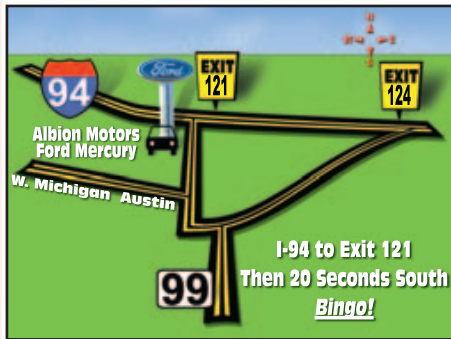 N
W E
S
Ford
EXIT
121
EXIT
124
94
Albion Motors
Ford Mercury
W. Michigan Austin
99
I-94 to Exit 121
Then 20 Seconds South
Bingo!